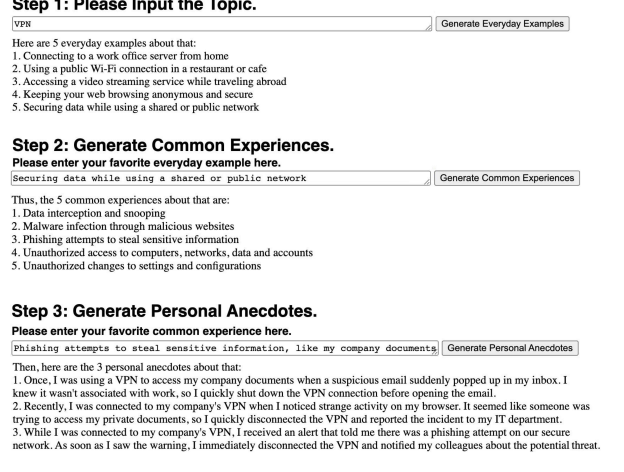 Step 1: Please Input the Topic.
VPN
Generate Everyday Examples
Here are 5 everyday examples about that:
1. Connecting to a work office server from home
2. Using a public Wi-Fi connection in a restaurant or cafe
3. Accessing a video streaming service while traveling abroad
4. Keeping your web browsing anonymous and secure
5. Securing data while using a shared or public network
Step 2: Generate Common Experiences.
Please enter your favorite everyday example here.
Securing data while using a shared or public network
Generate Common Experiences
Thus, the 5 common experiences about that are:
1. Data interception and snooping
2. Malware infection through malicious websites
3. Phishing attempts to steal sensitive information
4. Unauthorized access to computers, networks, data and accounts
5. Unauthorized changes to settings and configurations
Step 3: Generate Personal Anecdotes.
Please enter your favorite common experience here.
Phishing attempts to steal sensitive information, like my company documents
Generate Personal Anecdotes
Then, here are the 3 personal anecdotes about that:
1. Once, I was using a VPN to access my company documents when a suspicious email suddenly popped up in my inbox. I
knew it wasn't associated with work, so I quickly shut down the VPN connection before opening the email.
2. Recently, I was connected to my company's VPN when I noticed strange activity on my browser. It seemed like someone was
trying to access my private documents, so I quickly disconnected the VPN and reported the incident to my IT department.
3. While I was connected to my company's VPN, I received an alert that told me there was a phishing attempt on our secure
network. As soon as I saw the warning, I immediately disconnected the VPN and notified my colleagues about the potential threat.